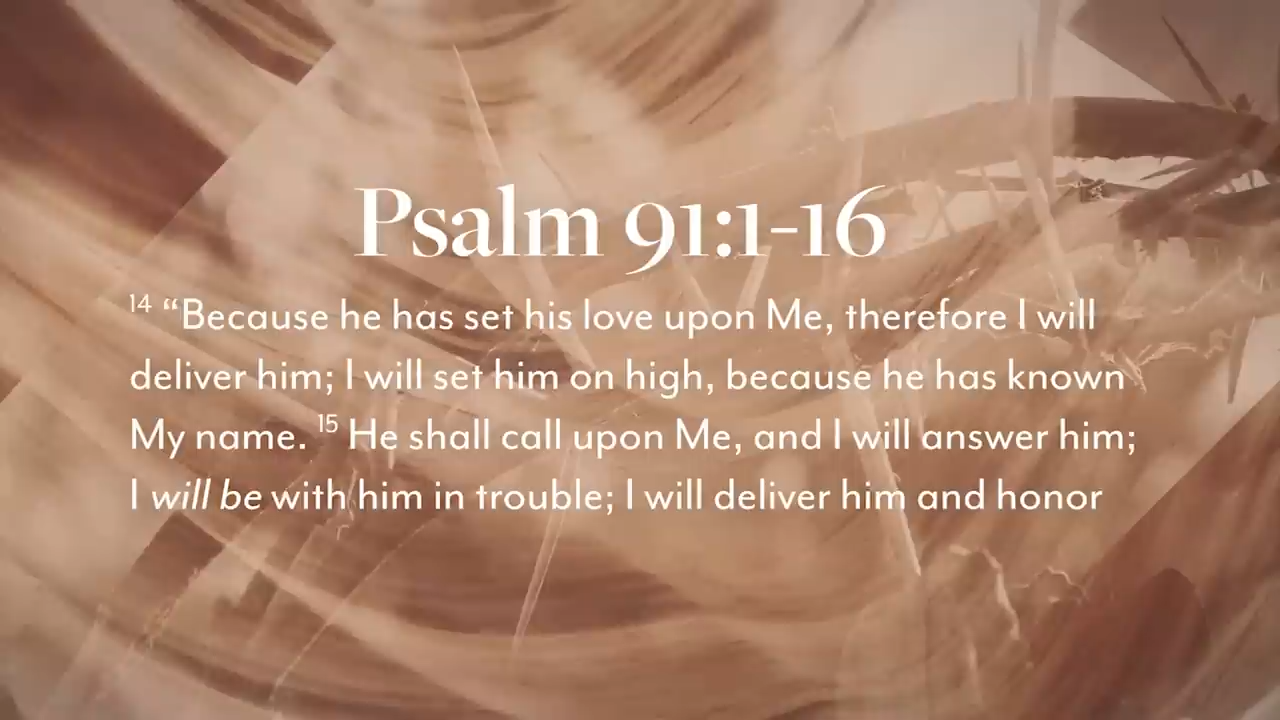 Psalm 91:1-16
14 “Because he has set his love upon Me, therefore I will
deliver him; I will set him on high, because he has known
My name. 15 He shall call upon Me, and I will answer him;
I will be with him in trouble; I will deliver him and honor